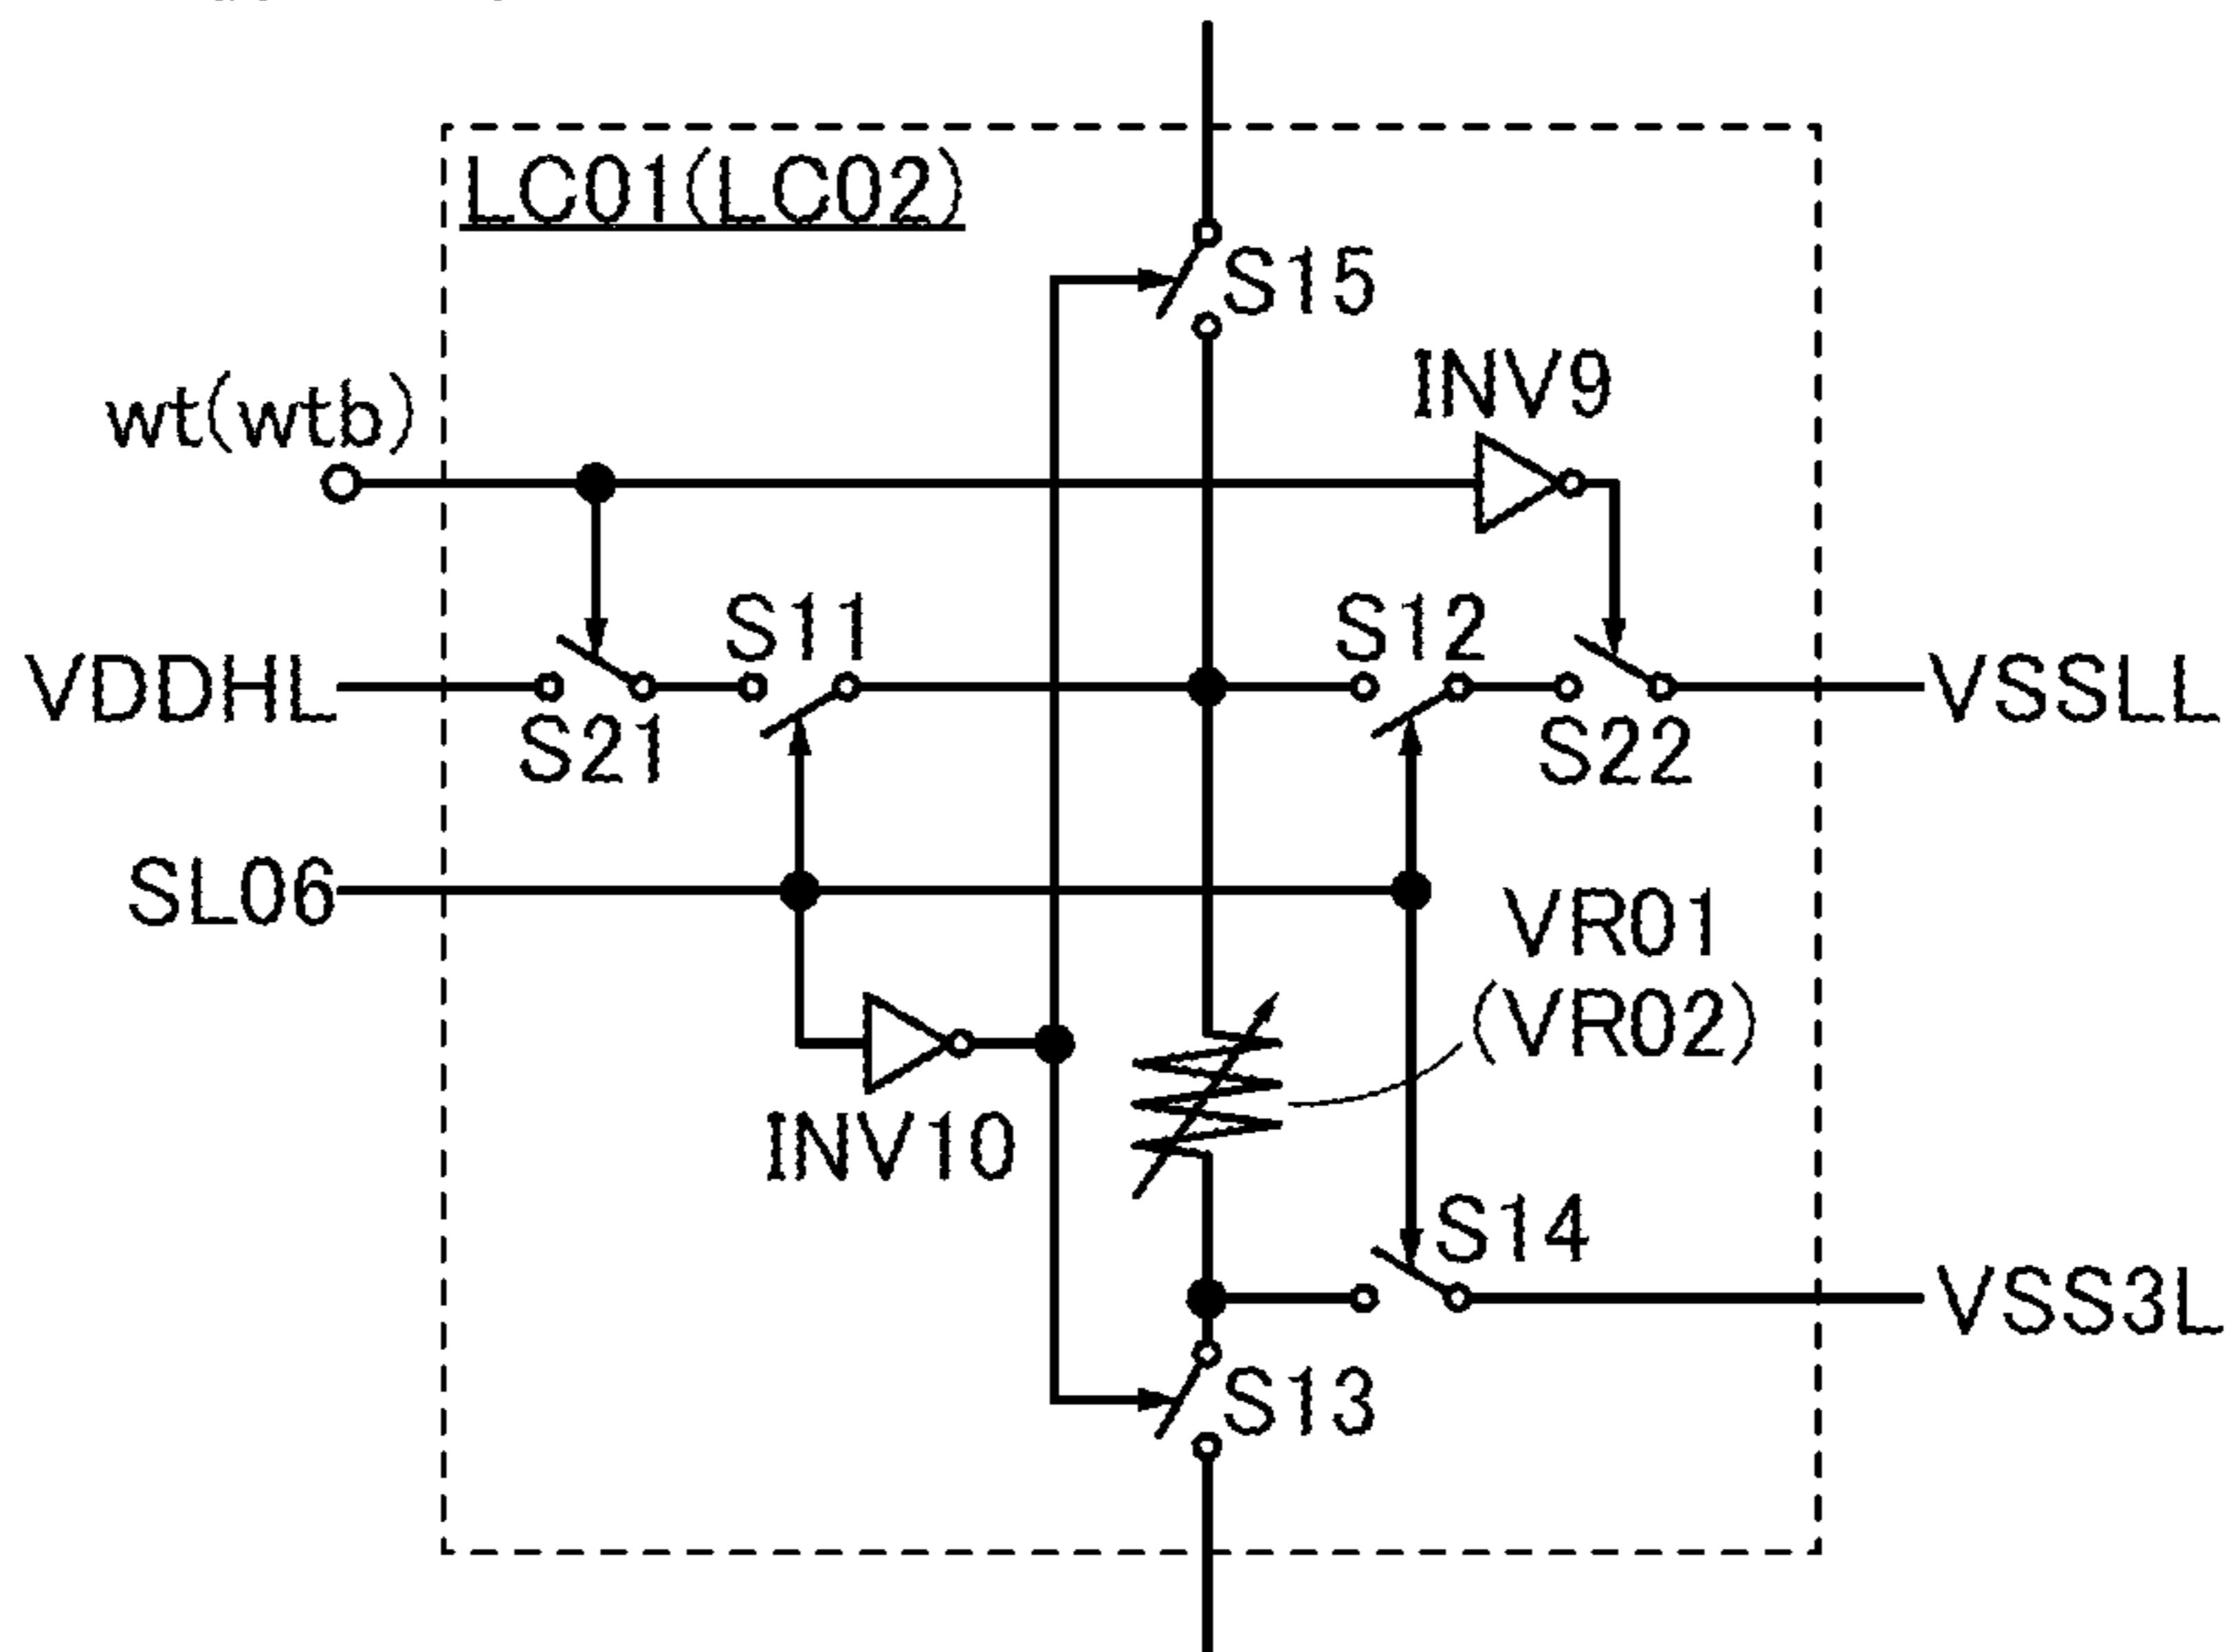 LC01(LC02)
S15
INV9
wt(wtb)
S11
S12
VDDHL
S21
S22
VSSLL
SL06
VR01
(VR02)
INV10
S14
VSS3L
S13